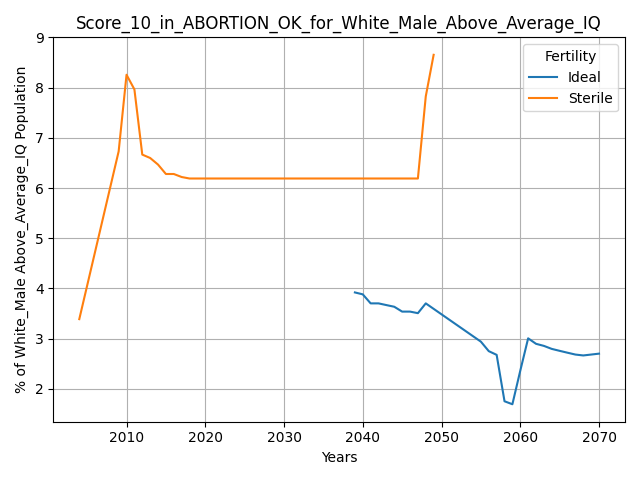 Score_10_in_ABORTION_OK_for_White_Male_Above_Average_IQ
% of White_Male Above_Average_IQ Population
9
8
7
6
5
4
3
2
Fertility
Ideal
Sterile
2010 2020 2030 2040 2050 2060 2070
Years